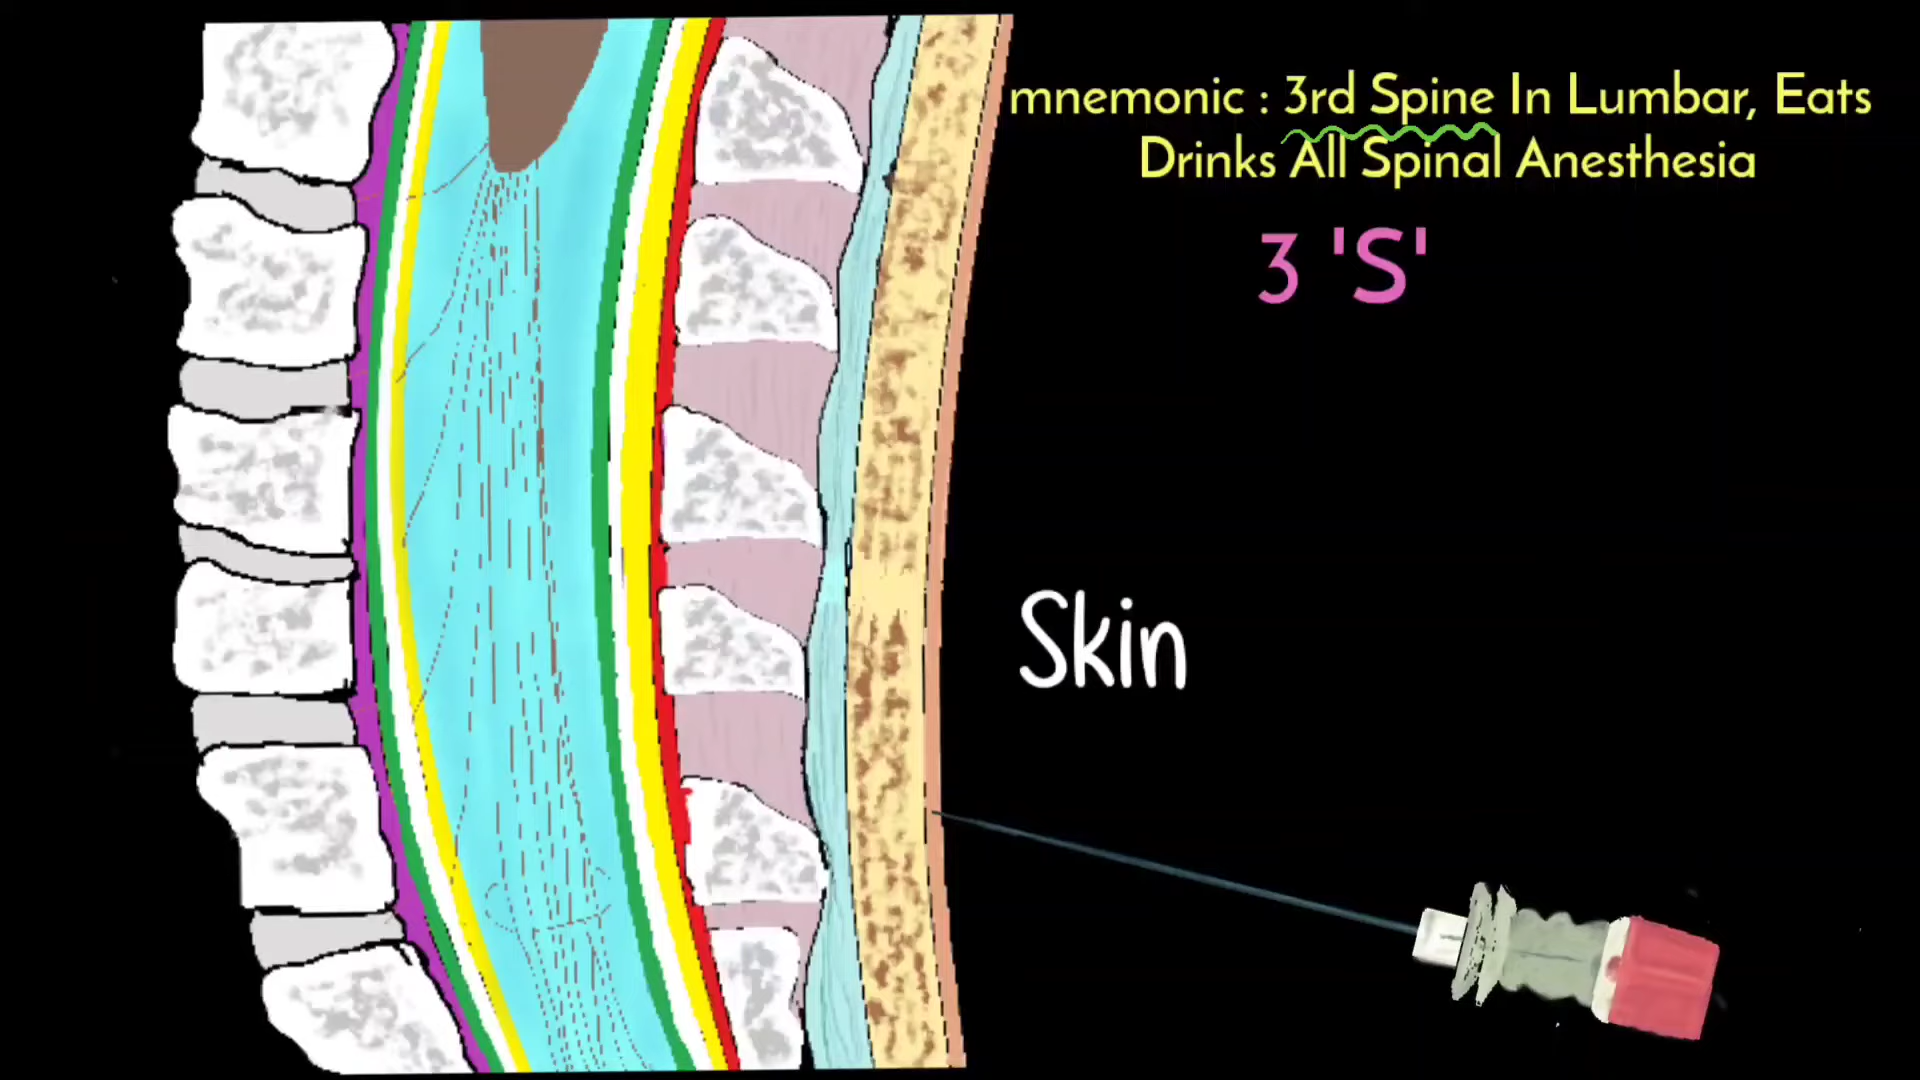 mnemonic : 3rd Spine In Lumbar, Eats
Drinks All Spinal Anesthesia
3 'S'
Skin